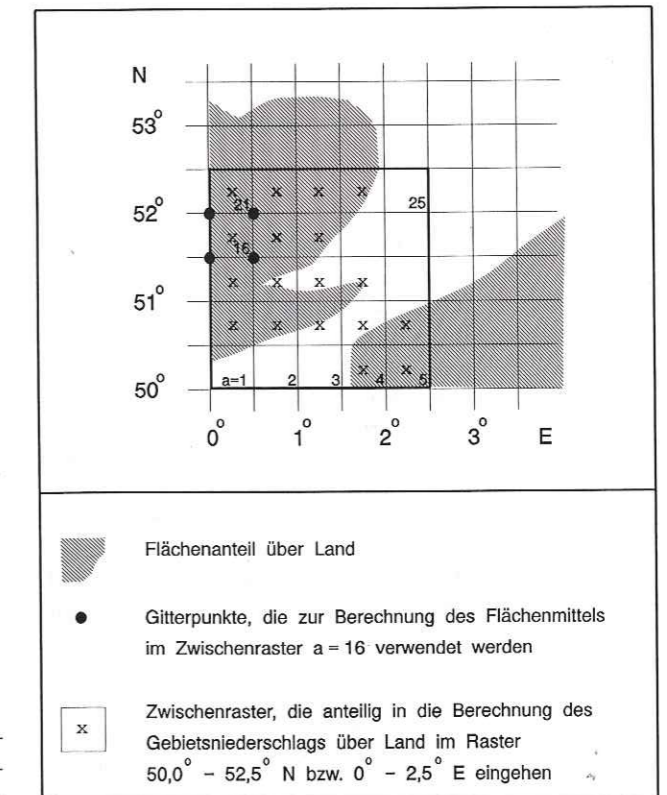 N
53°
52°
51°
50°
x x x x
21
25
x x x
16
x x x x
x x x x x
x x
a=1 2 3 4 5
0° 1° 2° 3° E
Flächenanteil über Land
Gitterpunkte, die zur Berechnung des Flächenmittels
im Zwischenraster a = 16 verwendet werden
x
Zwischenraster, die anteilig in die Berechnung des
Gebietsniederschlags über Land im Raster
50,0° - 52,5° N bzw. 0° - 2,5° E eingehen